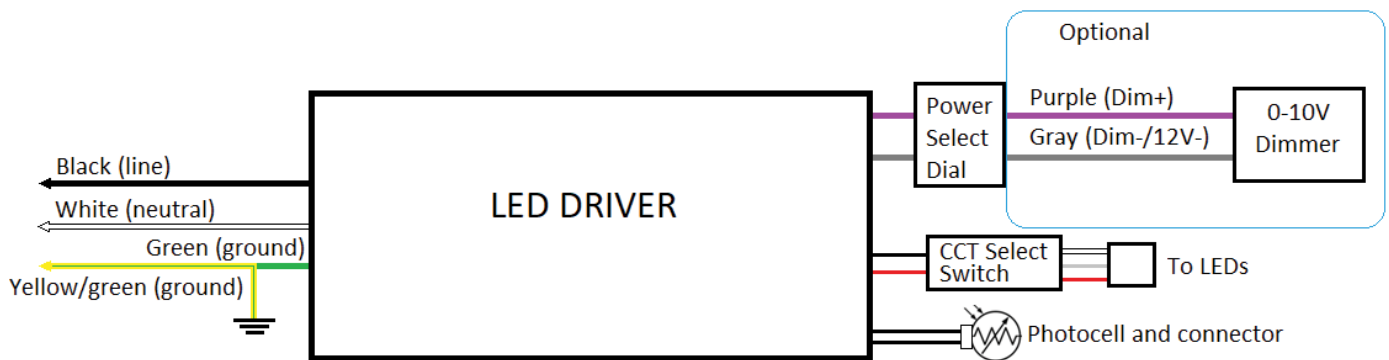 Optional
Power
Select
Dial
Purple (Dim+)
Gray (Dim-/12V-)
0-10V
Dimmer
Black (line)
White (neutral)
Green (ground)
Yellow/green (ground)
LED DRIVER
CCT Select
Switch
To LEDs
Photocell and connector